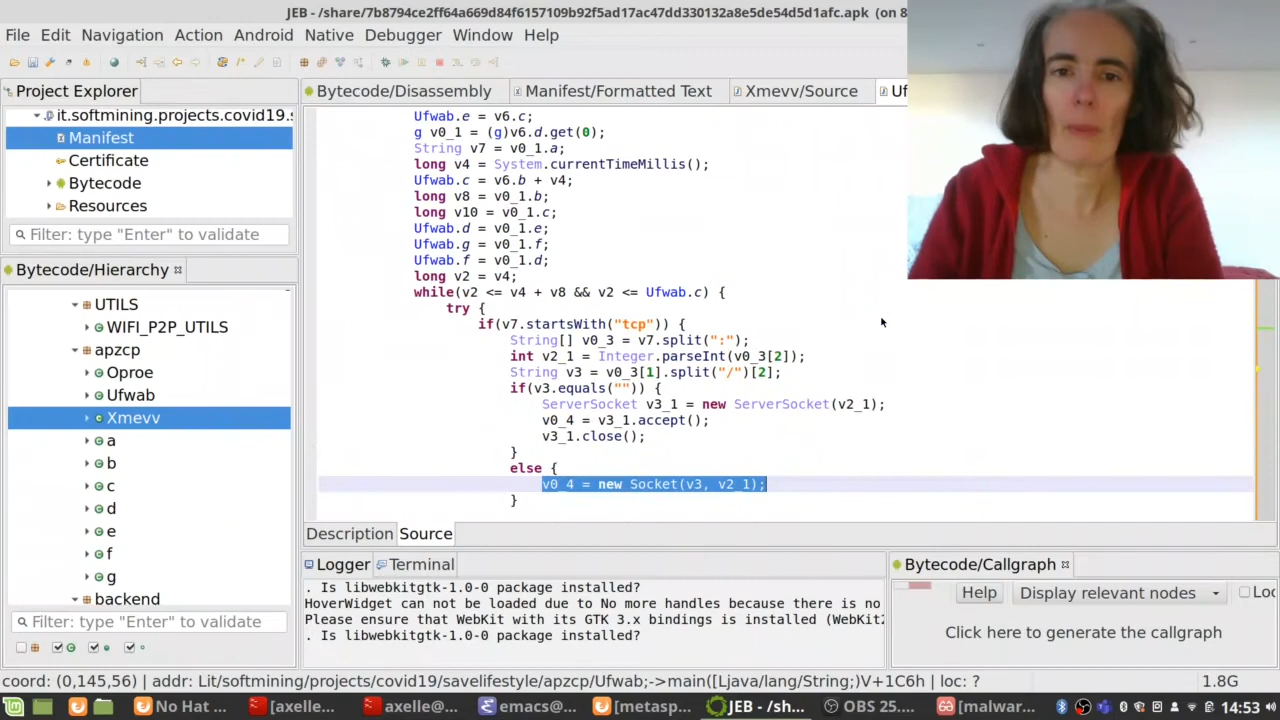 JEB - /share/7b8794ce2ff64a669d84f6157109b92f5ad17ac47dd330132a8e5de54d5d1afc.apk (on 8
File Edit Navigation Action Android Native Debugger Window Help
Project Explorer
it.softmining.projects.covid19.s
Manifest
Certificate
Bytecode
Resources
Filter: type "Enter" to validate
Bytecode/Hierarchy
UTILS
WIFI_P2P_UTILS
apzcp
Oproe
Ufwab
Xmevv
a
b
c
d
e
f
g
backend
Filter: type "Enter" to validate
Bytecode/Disassembly Manifest/Formatted Text Xmevv/Source Uf
Ufwab.e = v6.c;
g v0_1 = (g)v6.d.get(0);
String v7 = v0_1.a;
long v4 = System.currentTimeMillis();
Ufwab.c = v6.b + v4;
long v8 = v0_1.b;
long v10 = v0_1.c;
Ufwab.d = v0_1.e;
Ufwab.g = v0_1.f;
Ufwab.f = v0_1.d;
long v2 = v4;
while(v2 <= v4 + v8 && v2 <= Ufwab.c) {
try {
if(v7.startsWith("tcp")) {
String[] v0_3 = v7.split(":");
int v2_1 = Integer.parseInt(v0_3[2]);
String v3 = v0_3[1].split("/")[2];
if(v3.equals("")) {
ServerSocket v3_1 = new ServerSocket(v2_1);
v0_4 = v3_1.accept();
v3_1.close();
}
else {
v0_4 = new Socket(v3, v2_1);
}
Description Source
Logger Terminal
. Is libwebkitgtk-1.0-0 package installed?
HoverWidget can not be loaded due to No more handles because there is no
Please ensure that WebKit with its GTK 3.x bindings is installed (WebKit2
. Is libwebkitgtk-1.0-0 package installed?
Bytecode/Callgraph
Help Display relevant nodes Loc
Click here to generate the callgraph
coord: (0,145,56) | addr: Lit/softmining/projects/covid19/savelifestyle/apzcp/Ufwab;->main([Ljava/lang/String;)V+1C6h | loc: ? 1.8G
No Hat ... [axelle... axelle@... emacs@... [metasp... JEB - /s... OBS 25.... [malwar... 14:53